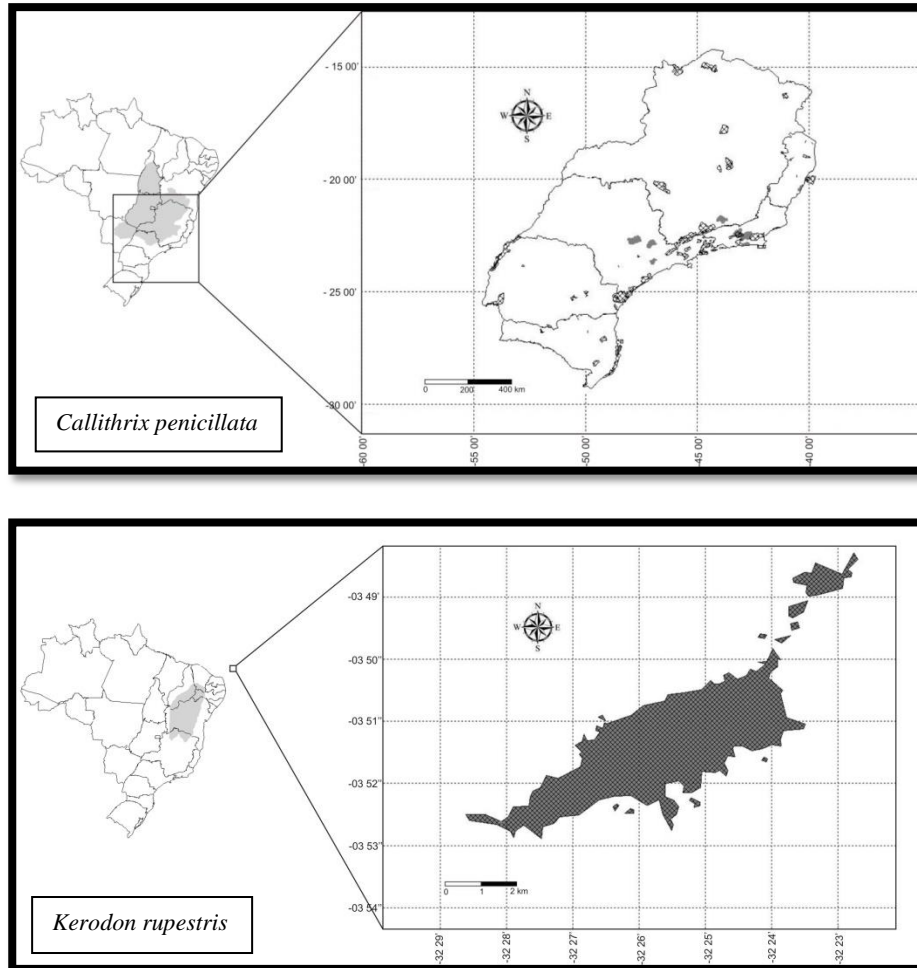 - 15 00'
N
W
E
S
- 20 00'
- 25 00'
0
200
400 km
-30 00'
-60 00
-55 00
-50 00
-45 00
-40 00
Callithrix penicillata
-03 49'
N
W
E
S
-03 50"
-03 51"
-03 52"
-03 53"
0
1
2 km
-03 54"
-32 29'
-32 28'
-32 27'
-32 26'
-32 25'
-32 24'
-32 23'
Kerodon rupestris